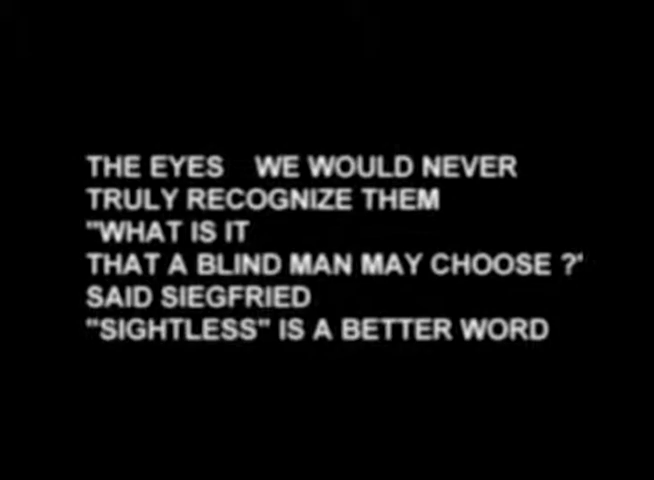 THE EYES    WE WOULD NEVER
TRULY RECOGNIZE THEM
"WHAT IS IT
THAT A BLIND MAN MAY CHOOSE ?'
SAID SIEGFRIED
"SIGHTLESS" IS A BETTER WORD